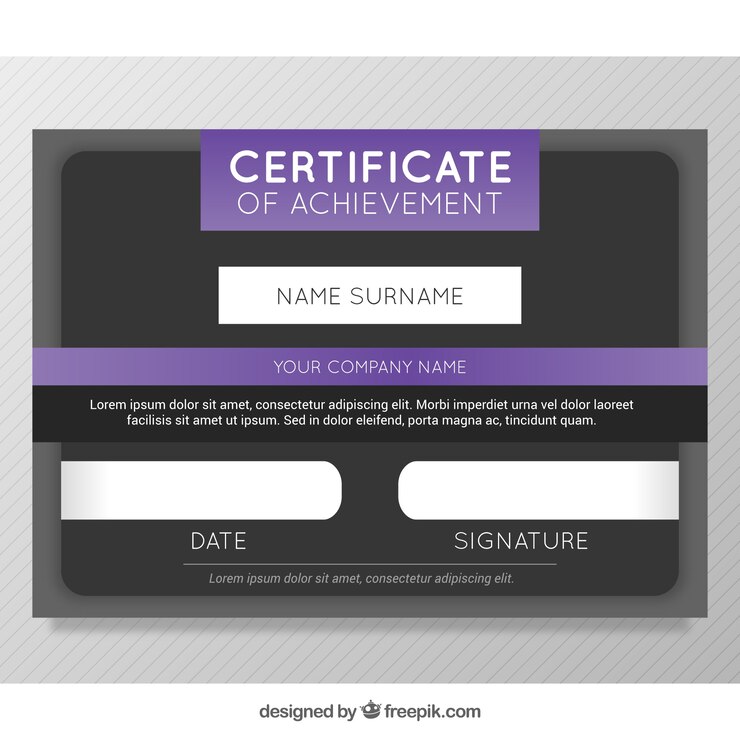 CERTIFICATE
OF ACHIEVEMENT
NAME SURNAME
YOUR COMPANY NAME
Lorem ipsum dolor sit amet, consectetur adipiscing elit. Morbi imperdiet, urna vel dolor laoreet
facilisis sit amet ut ipsum. Sed in dolor eleifend, porta magna ac, tincidunt quam.
DATE
SIGNATURE
Lorem ipsum dolor sit amet, consectetur adipiscing elit.
designed by freepik.com